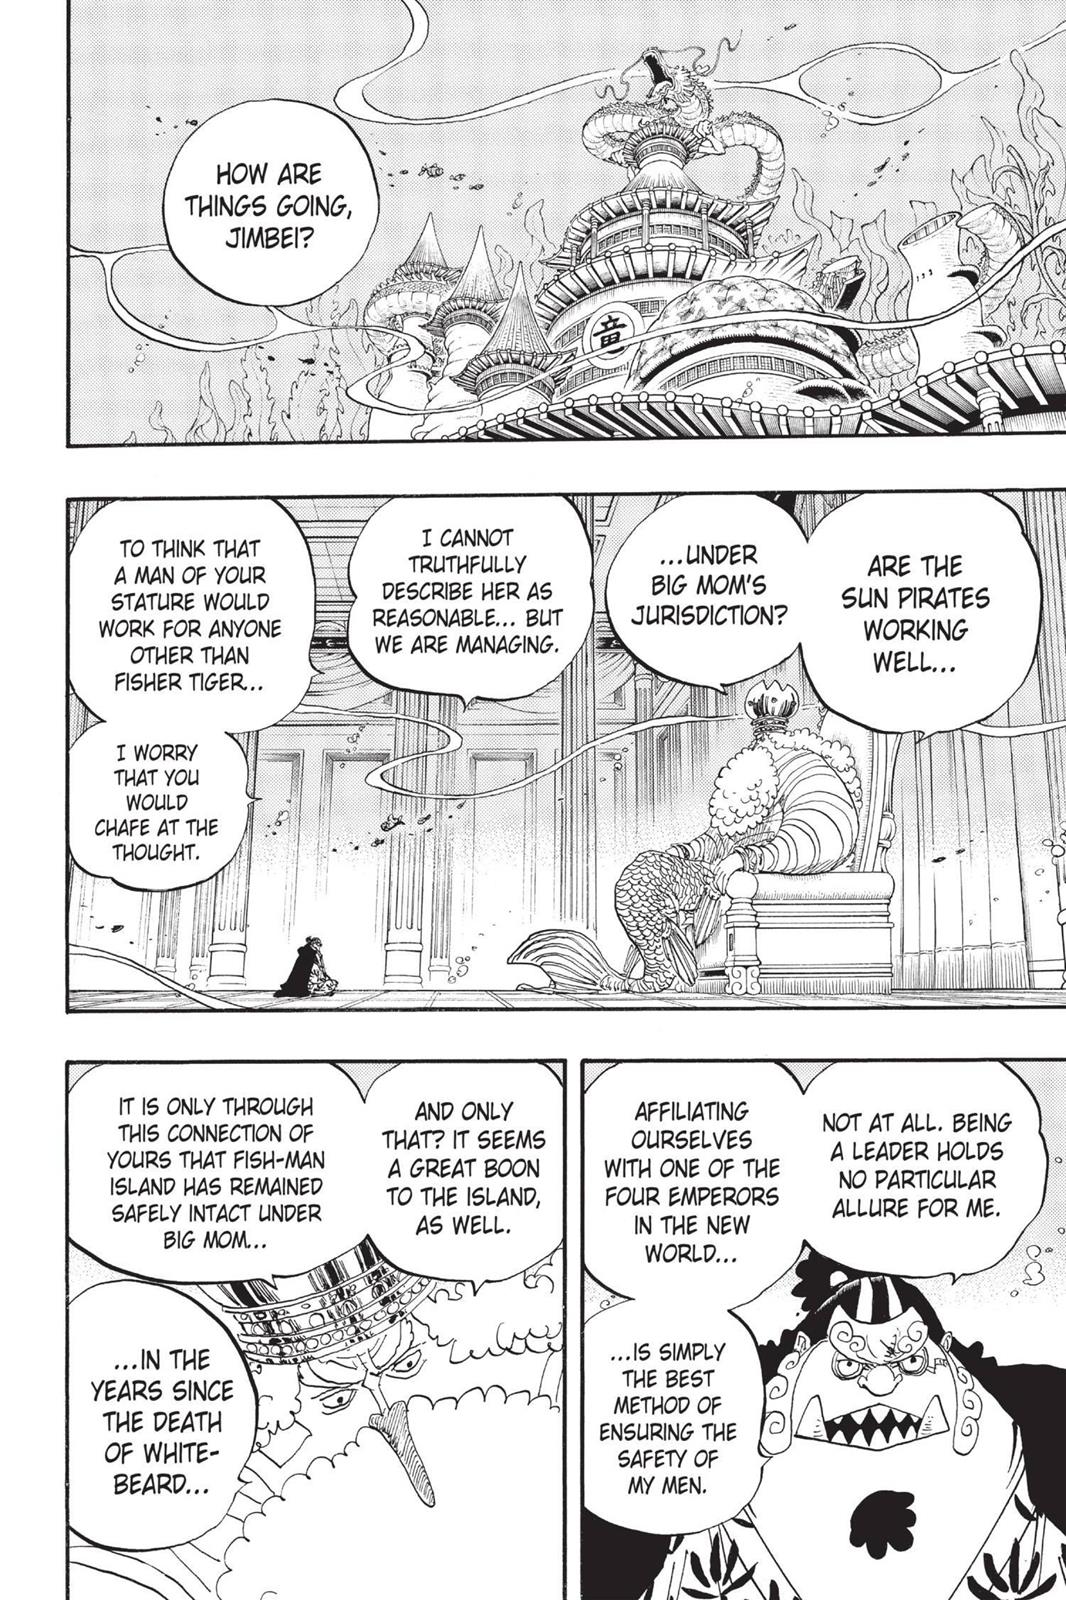 HOW ARE
THINGS GOING,
JIMBEI?
竜
ARE THE
SUN PIRATES
WORKING
WELL...
...UNDER
BIG MOM'S
JURISDICTION?
I CANNOT
TRUTHFULLY
DESCRIBE HER AS
REASONABLE... BUT
WE ARE MANAGING.
TO THINK THAT
A MAN OF YOUR
STATURE WOULD
WORK FOR ANYONE
OTHER THAN
FISHER TIGER...
I WORRY
THAT YOU
WOULD
CHAFE AT THE
THOUGHT.
NOT AT ALL. BEING
A LEADER HOLDS
NO PARTICULAR
ALLURE FOR ME.
AFFILIATING
OURSELVES
WITH ONE OF THE
FOUR EMPERORS
IN THE NEW
WORLD...
...IS SIMPLY
THE BEST
METHOD OF
ENSURING THE
SAFETY OF
MY MEN.
AND ONLY
THAT? IT SEEMS
A GREAT BOON
TO THE ISLAND,
AS WELL.
IT IS ONLY THROUGH
THIS CONNECTION OF
YOURS THAT FISH-MAN
ISLAND HAS REMAINED
SAFELY INTACT UNDER
BIG MOM...
...IN THE
YEARS SINCE
THE DEATH
OF WHITE-
BEARD...